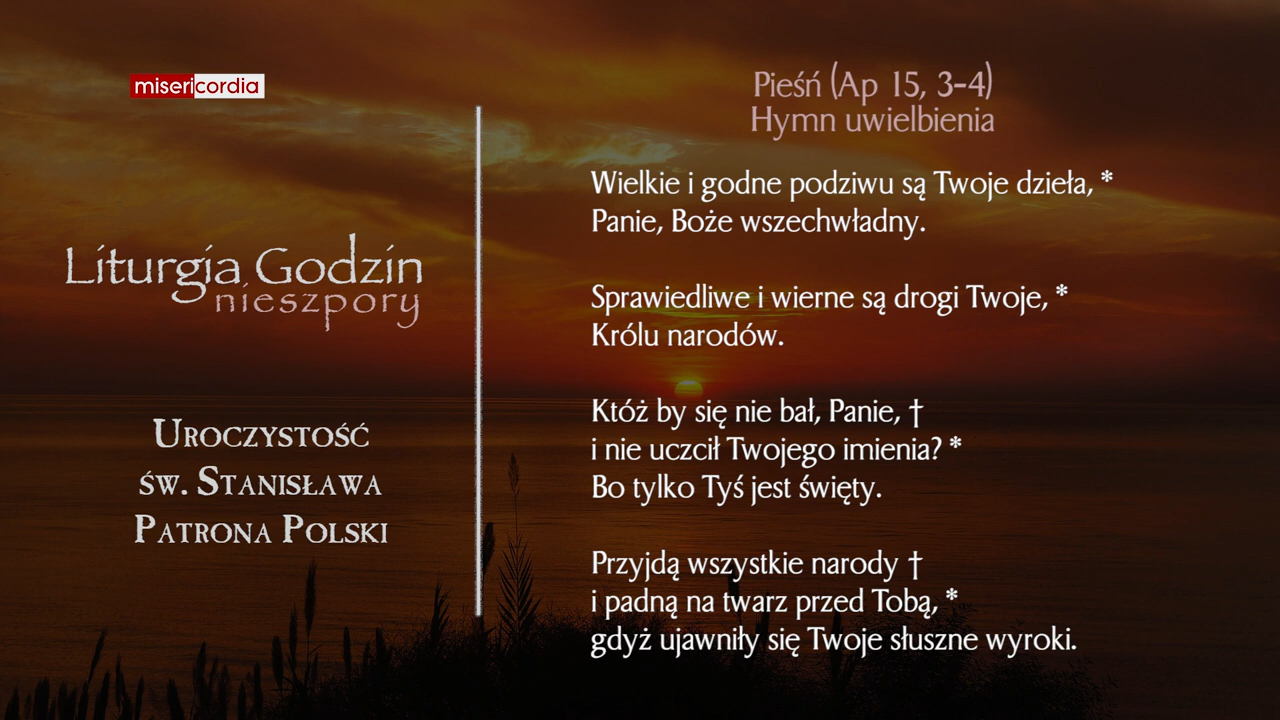 misericordia
Liturgia Godzin
nieszpory
Uroczystość
św. Stanisława
Patrona Polski
Pieśń (Ap 15, 3-4)
Hymn uwielbienia
Wielkie i godne podziwu są Twoje dzieła, *
Panie, Boże wszechwładny.
Sprawiedliwe i wierne są drogi Twoje, *
Królu narodów.
Któż by się nie bał, Panie, †
i nie uczcił Twojego imienia? *
Bo tylko Tyś jest święty.
Przyjdą wszystkie narody †
i padną na twarz przed Tobą, *
gdyż ujawniły się Twoje słuszne wyroki.